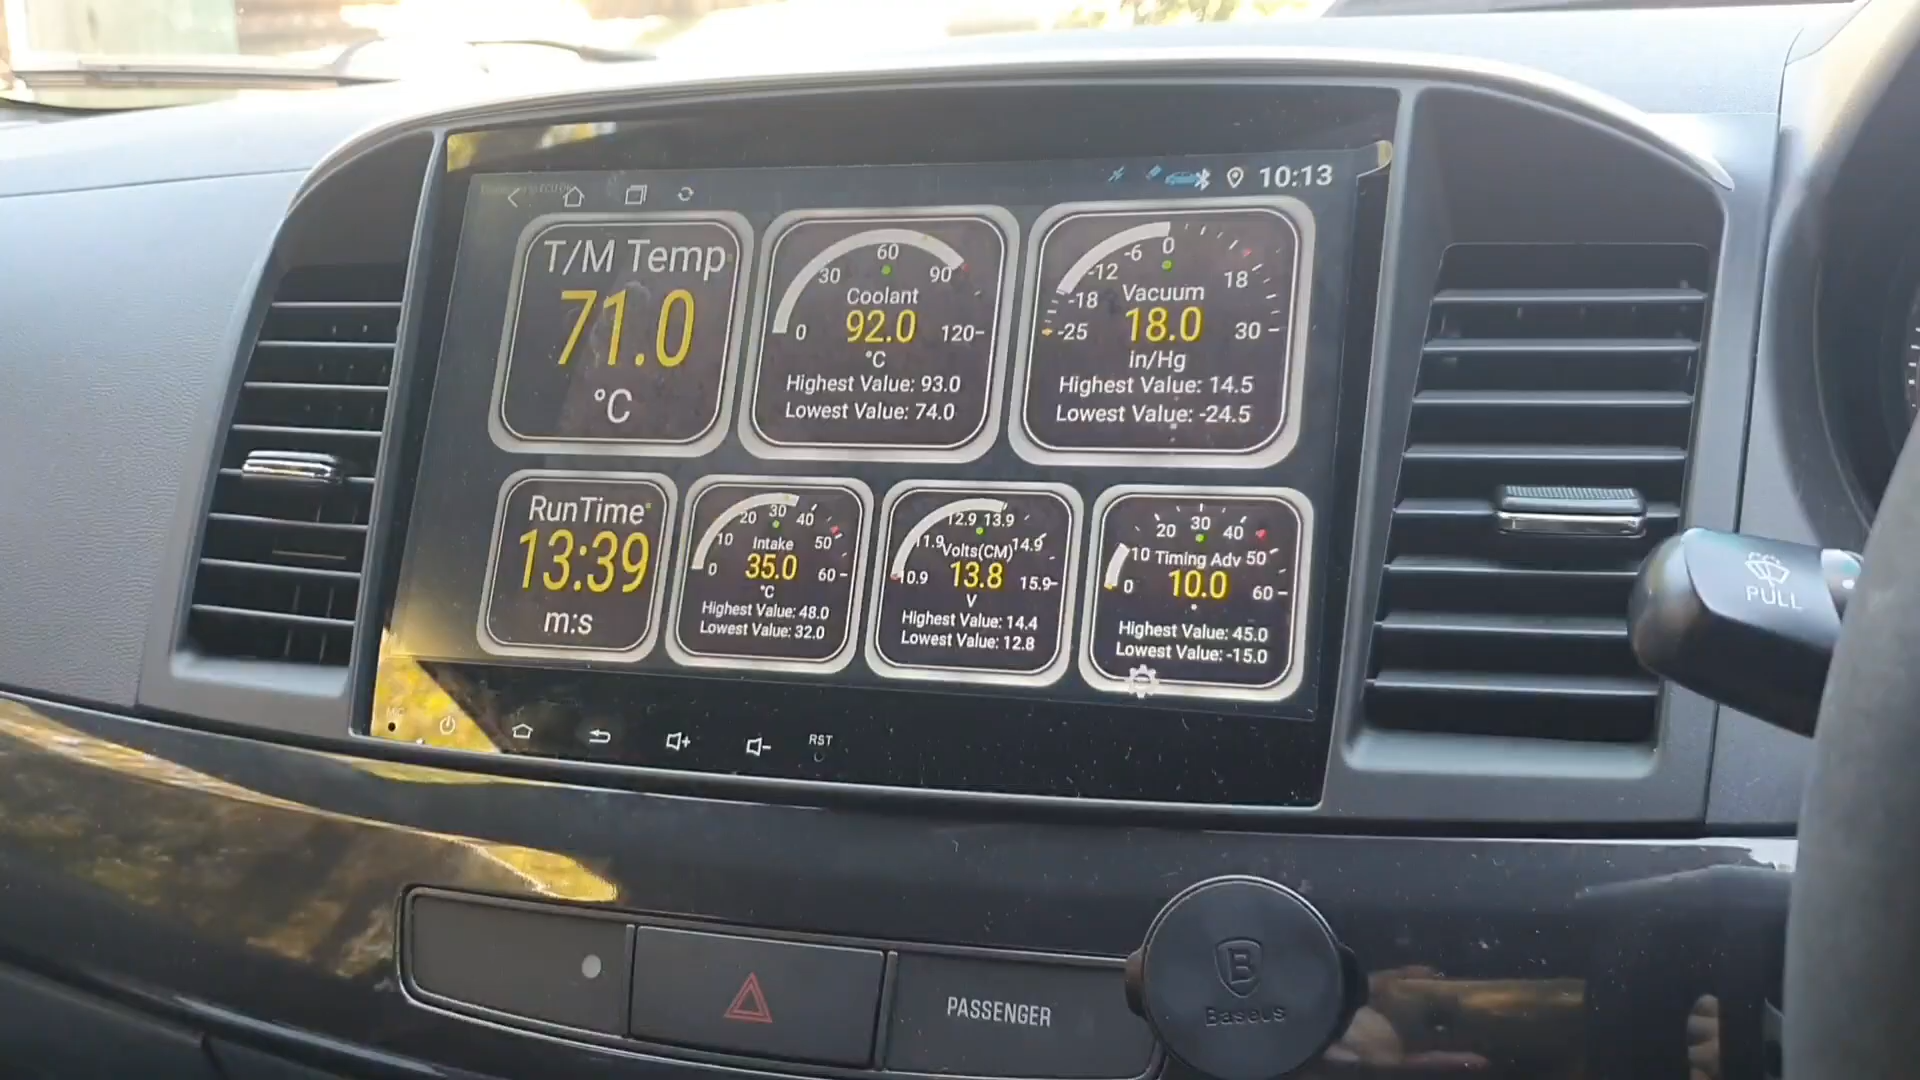 10:13
T/M Temp
71.0
°C
60
30
90
Coolant
0
92.0
120
°C
Highest Value: 93.0
Lowest Value: 74.0
0
-6
-12
18
-18
Vacuum
-25
18.0
30
in/Hg
Highest Value: 14.5
Lowest Value: -24.5
RunTime
13:39
m:s
20 30 40
10
Intake
50
0
35.0
60
°C
Highest Value: 48.0
Lowest Value: 32.0
12.9 13.9
11.9
Volts(CM)
14.9
10.9
13.8
15.9
V
Highest Value: 14.4
Lowest Value: 12.8
20 30 40
10 Timing Adv 50
0
10.0
60
Highest Value: 45.0
Lowest Value: -15.0
MIC
RST
PULL
PASSENGER
B
Baseus